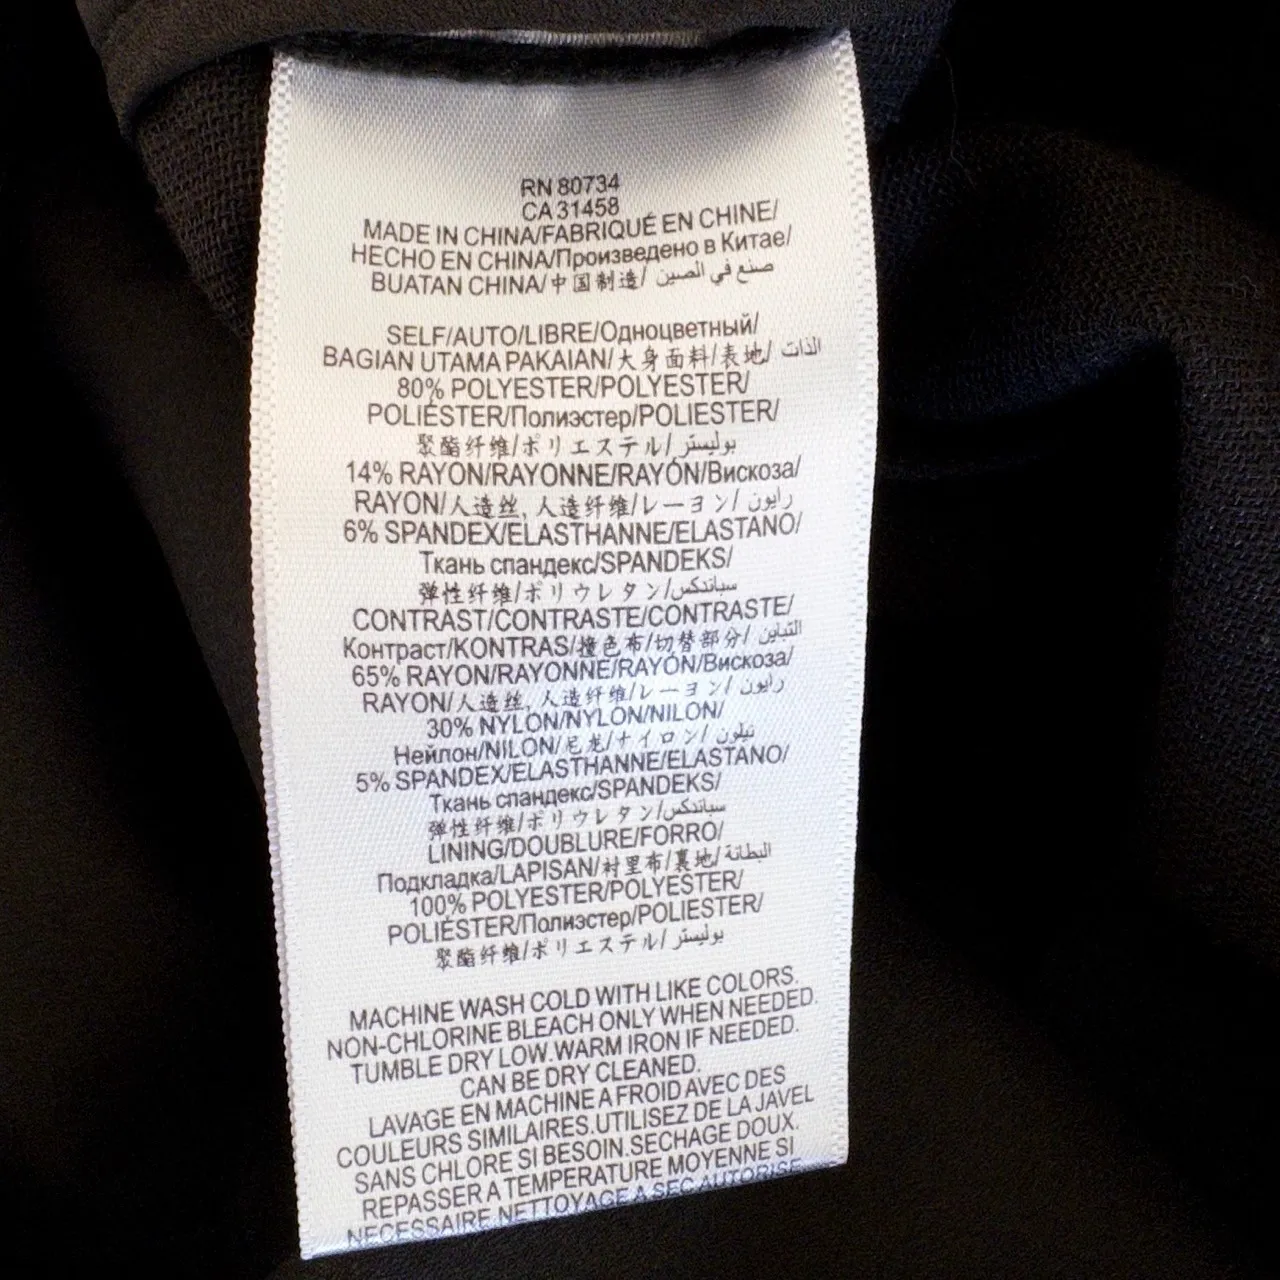 RN 80734
CA 31458
MADE IN CHINA/FABRIQUÉ EN CHINE/
HECHO EN CHINA/Произведено в Китае/
BUATAN CHINA/中国制造/ صنع في الصين
SELF/AUTO/LIBRE/Одноцветный/
BAGIAN UTAMA PAKAIAN/大身面料/表地/ الذات
80% POLYESTER/POLYESTER/
POLIÉSTER/Полиэстер/POLIESTER/
聚酯纤维/ポリエステル/ بوليستر
14% RAYON/RAYONNE/RAYÓN/Вискоза/
RAYON/人造丝, 人造纤维/レーヨン/ رايون
6% SPANDEX/ELASTHANNE/ELASTANO/
Ткань спандекс/SPANDEKS/
弹性纤维/ポリウレタン/سباندكس
CONTRAST/CONTRASTE/CONTRASTE/
Контраст/KONTRAS/撞色布/切替部分/ التباين
65% RAYON/RAYONNE/RAYÓN/Вискоза/
RAYON/人造丝, 人造纤维/レーヨン/ رايون
30% NYLON/NYLON/NILON/
Нейлон/NILON/尼龙/ナイロン/ نيلون
5% SPANDEX/ELASTHANNE/ELASTANO/
Ткань спандекс/SPANDEKS/
弹性纤维/ポリウレタン/سباندكس
LINING/DOUBLURE/FORRO/
Подкладка/LAPISAN/村里布/裏地/ البطانة
100% POLYESTER/POLYESTER/
POLIÉSTER/Полиэстер/POLIESTER/
聚酯纤维/ポリエステル/ بوليستر
MACHINE WASH COLD WITH LIKE COLORS.
NON-CHLORINE BLEACH ONLY WHEN NEEDED.
TUMBLE DRY LOW.WARM IRON IF NEEDED.
CAN BE DRY CLEANED.
LAVAGE EN MACHINE A FROID AVEC DES
COULEURS SIMILAIRES.UTILISEZ DE LA JAVEL
SANS CHLORE SI BESOIN.SECHAGE DOUX.
REPASSER A TEMPERATURE MOYENNE SI
NECESSAIRE.NETTOYAGE A SEC AUTORISE